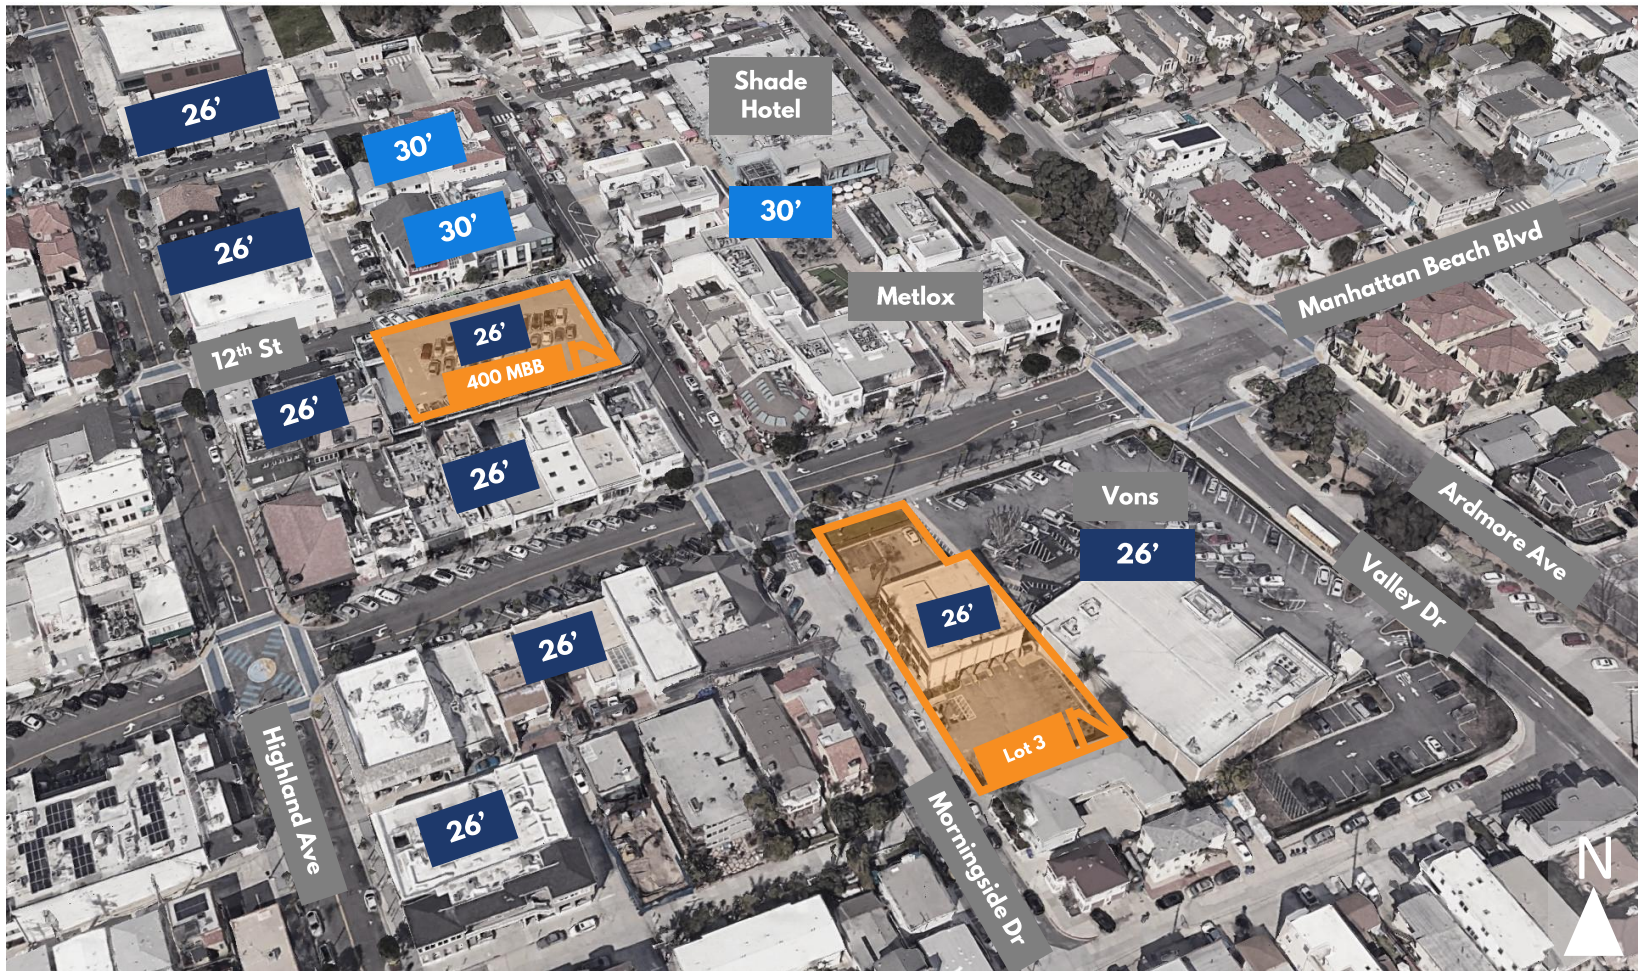 Shade
Hotel
26’
30’
30’
30’
26’
Manhattan Beach Blvd
Metlox
12th St
26’
400 MBB
26’
26’
Vons
26’
Ardmore Ave
Valley Dr
26’
Lot 3
26’
Highland Ave
26’
Morningside Dr
N